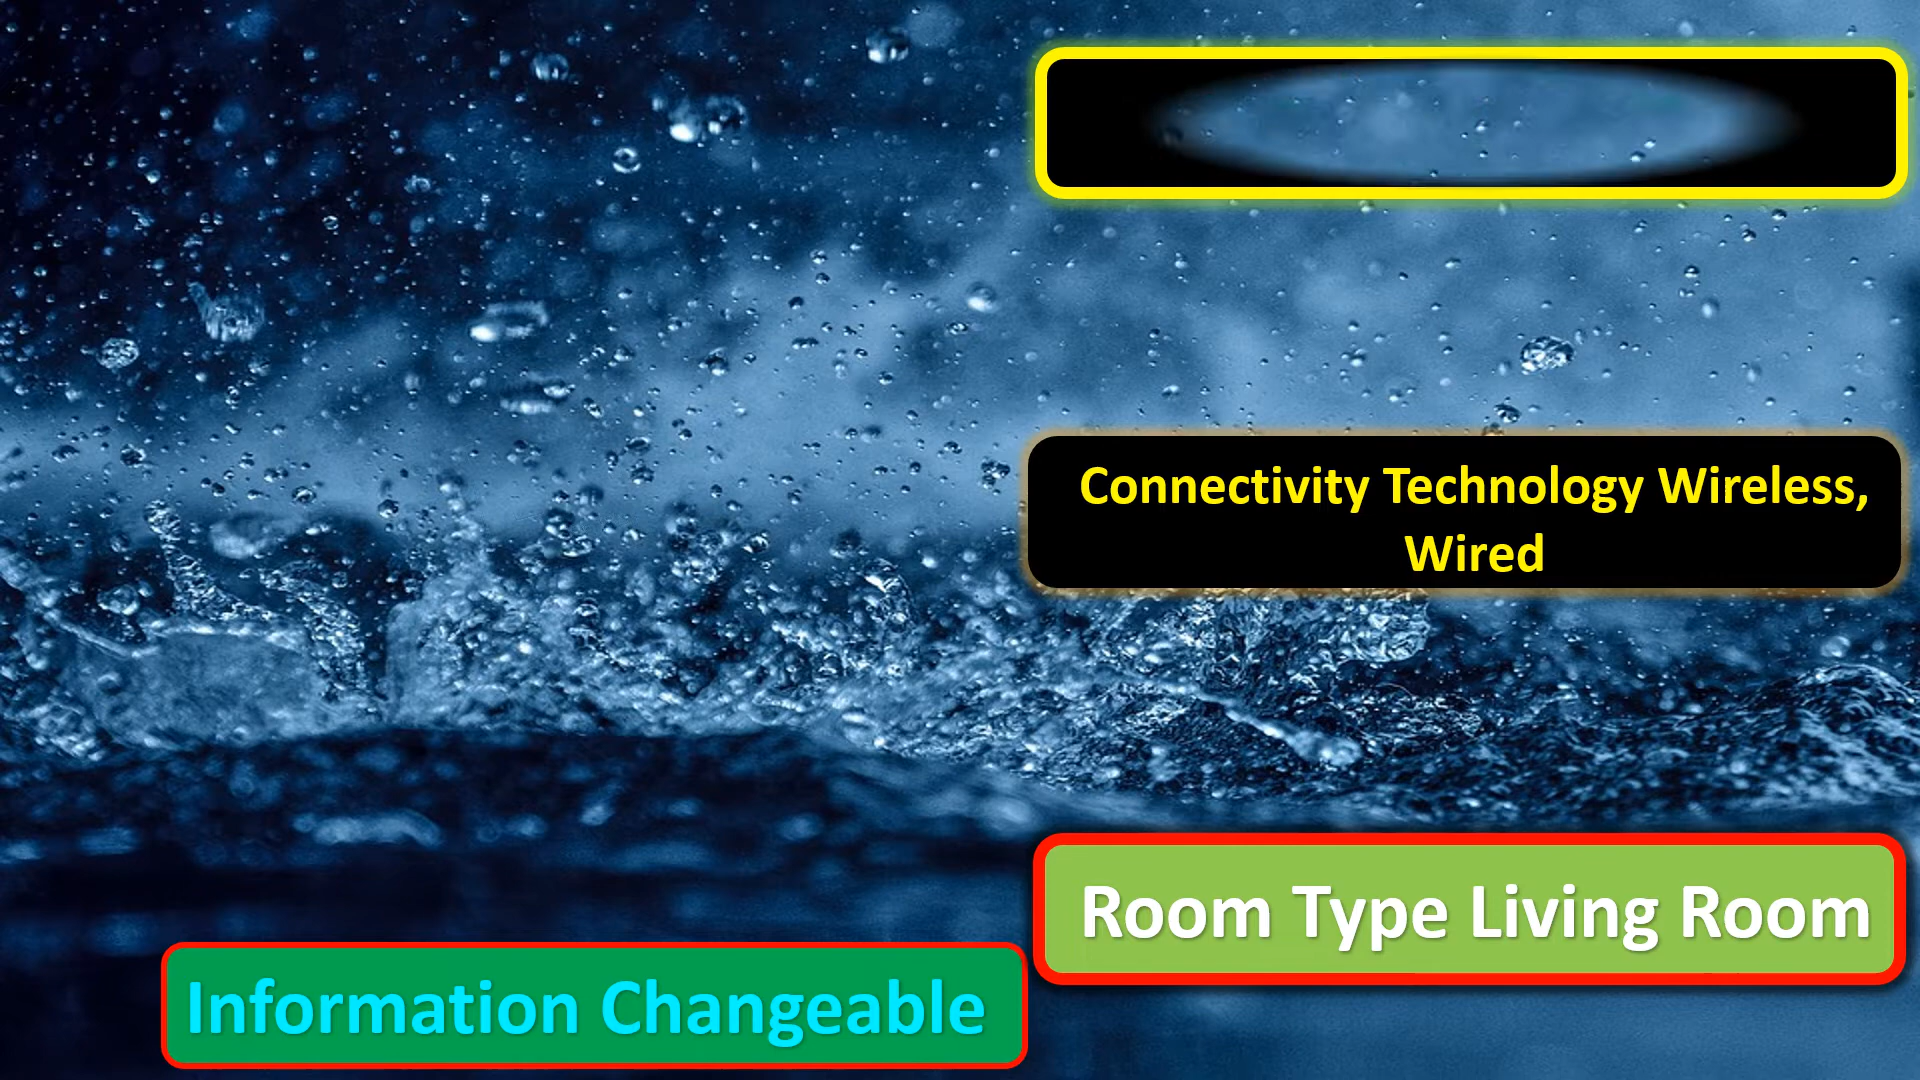 Connectivity Technology Wireless,
Wired
Room Type Living Room
Information Changeable